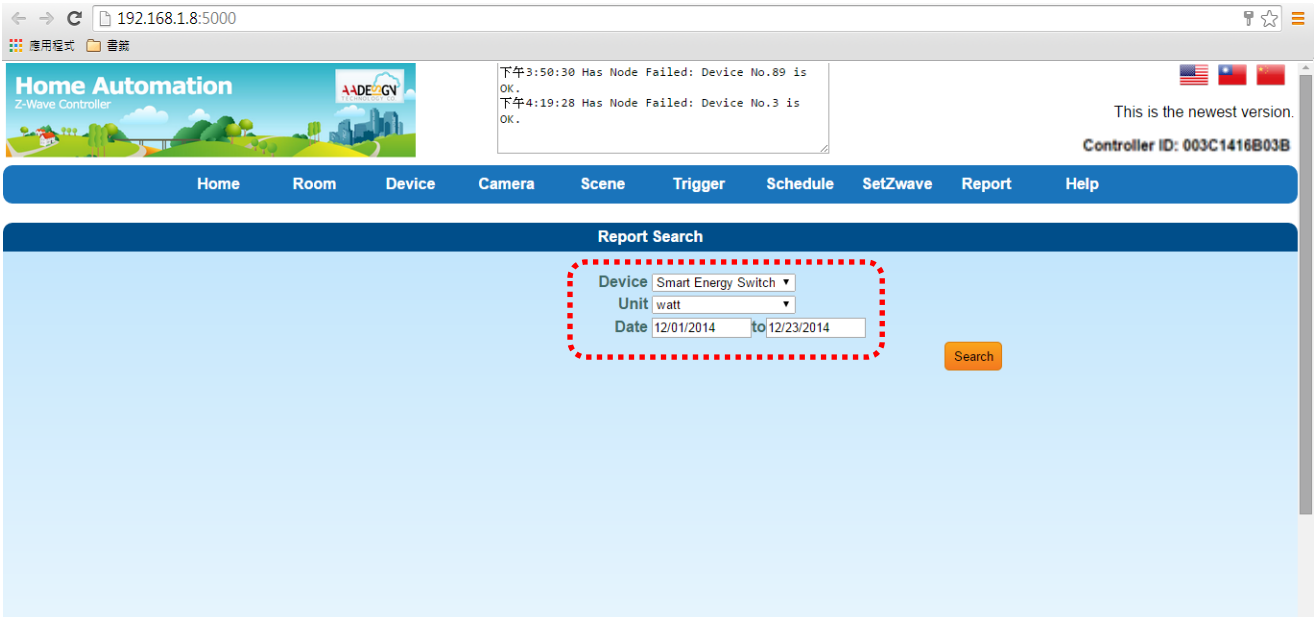 192.168.1.8:5000
應用程式 書籤
Home Automation
Z-Wave Controller
AADESIGN
TECHNOLOGY CO.
下午3:50:30 Has Node Failed: Device No.89 is
OK.
下午4:19:28 Has Node Failed: Device No.3 is
OK.
This is the newest version.
Controller ID: 003C1416B03B
Home Room Device Camera Scene Trigger Schedule SetZwave Report Help
Report Search
Device Smart Energy Switch
Unit watt
Date 12/01/2014 to 12/23/2014
Search